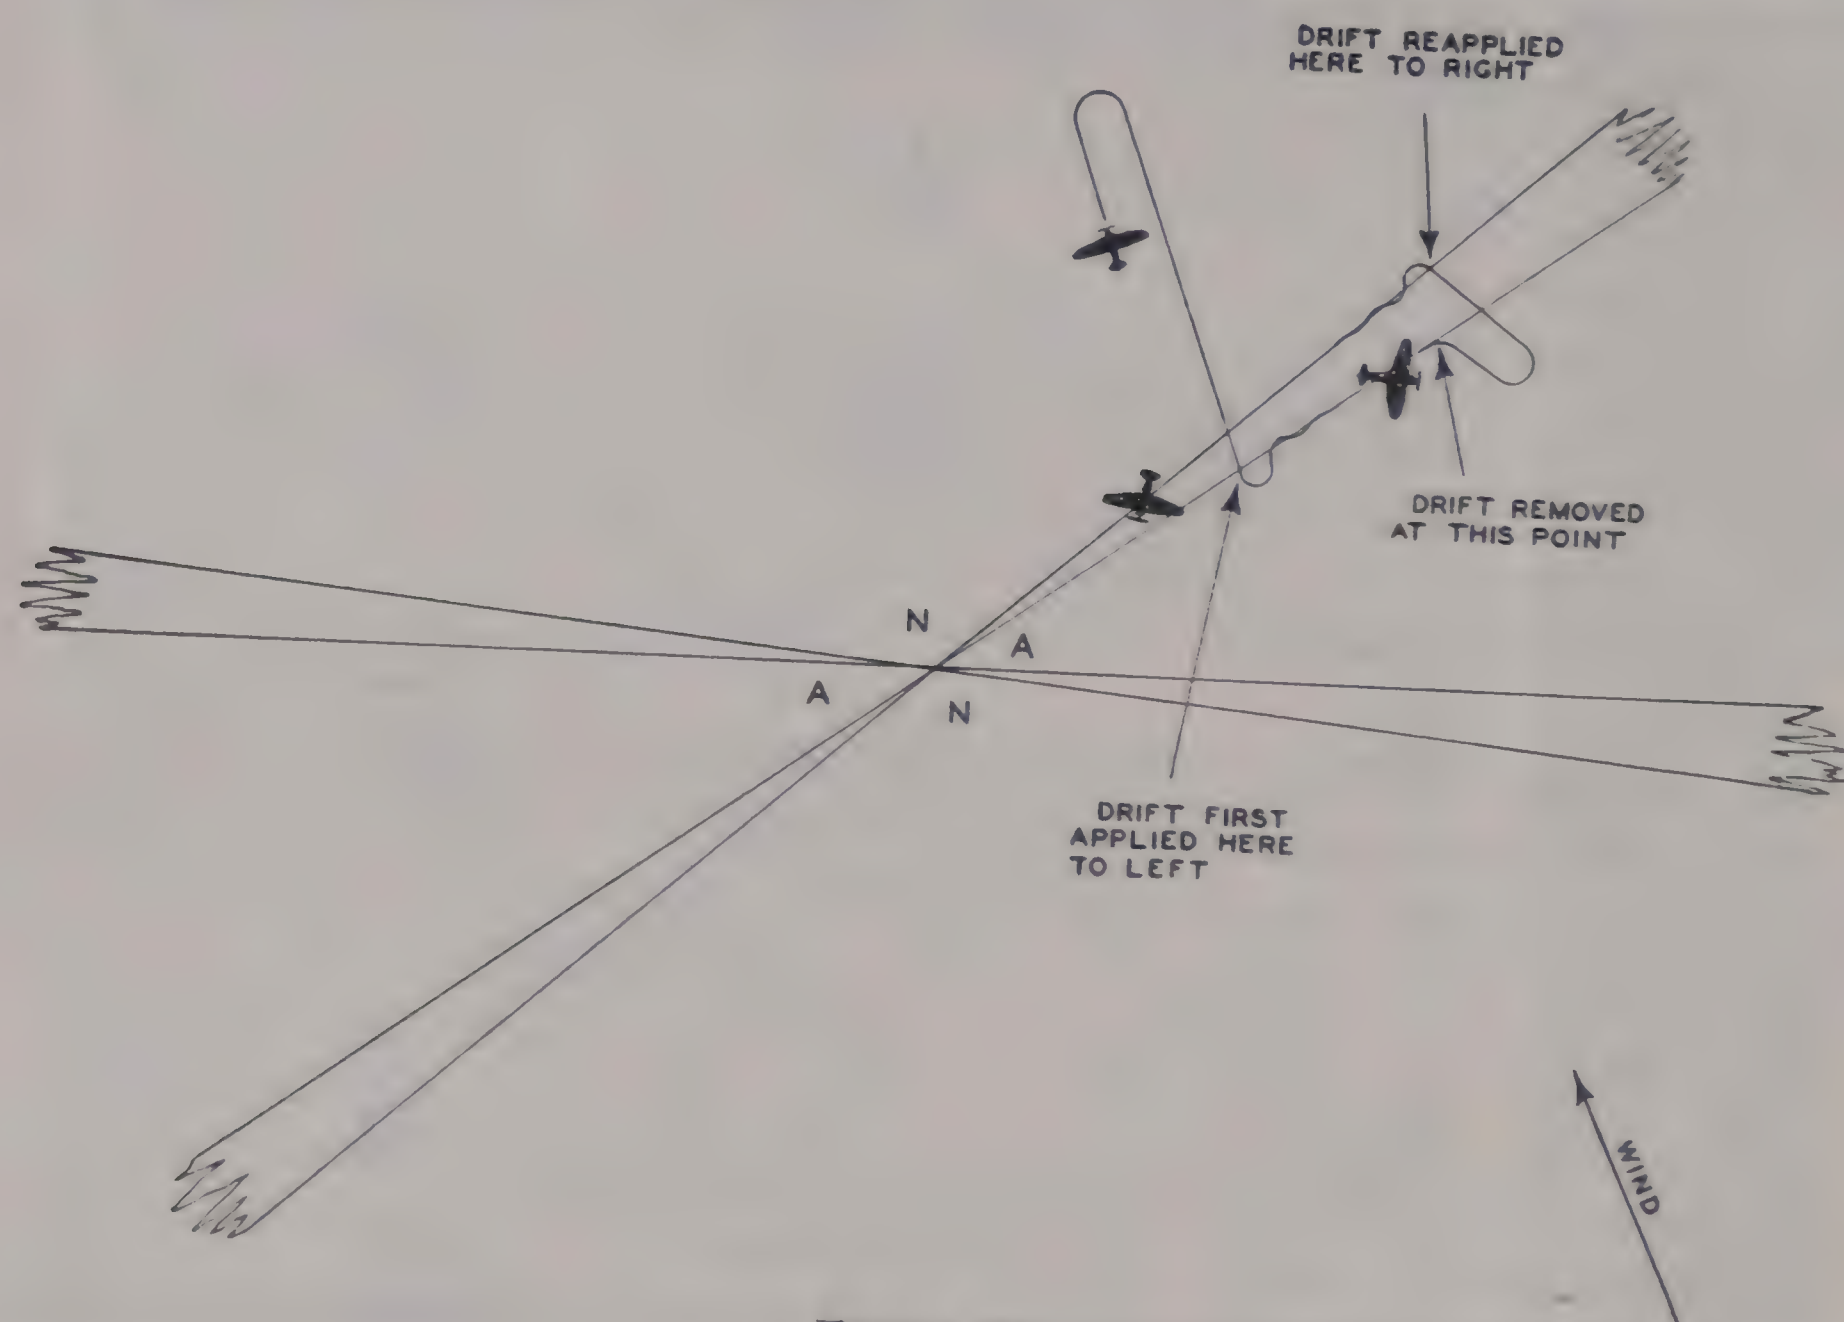 DRIFT REAPPLIED
HERE TO RIGHT
DRIFT REMOVED
AT THIS POINT
N
A
A
N
DRIFT FIRST
APPLIED HERE
TO LEFT
WIND